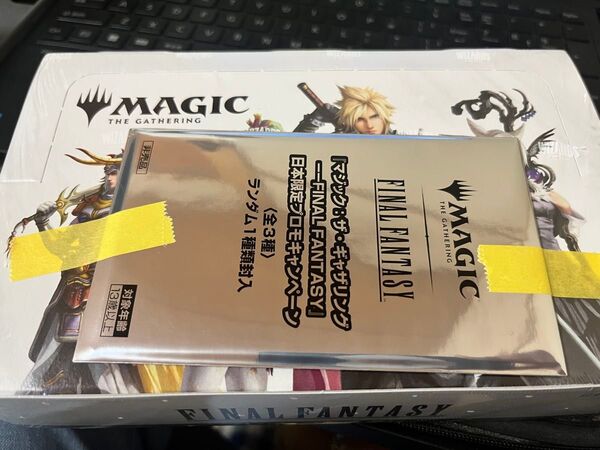 MAGIC
THE GATHERING
WIZARDS
WIZARDS
MAGIC
THE GATHERING
FINAL FANTASY
「マジック:ザ・ギャザリング
——FINAL FANTASY」
日本限定プロモキャンペーン
〈全3種〉
ランダム1種類封入
非売品
対象年齢
13歳以上
FINAL FANTASY